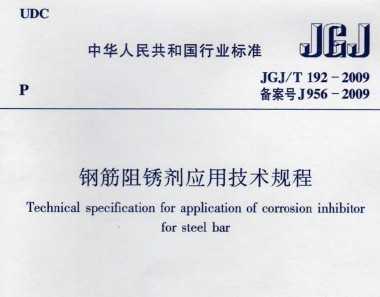 UDC
中华人民共和国行业标准
JGJ
JGJ/T 192-2009
P
备案号J956-2009
钢筋阻锈剂应用技术规程
Technical specification for application of corrosion inhibitor
for steel bar